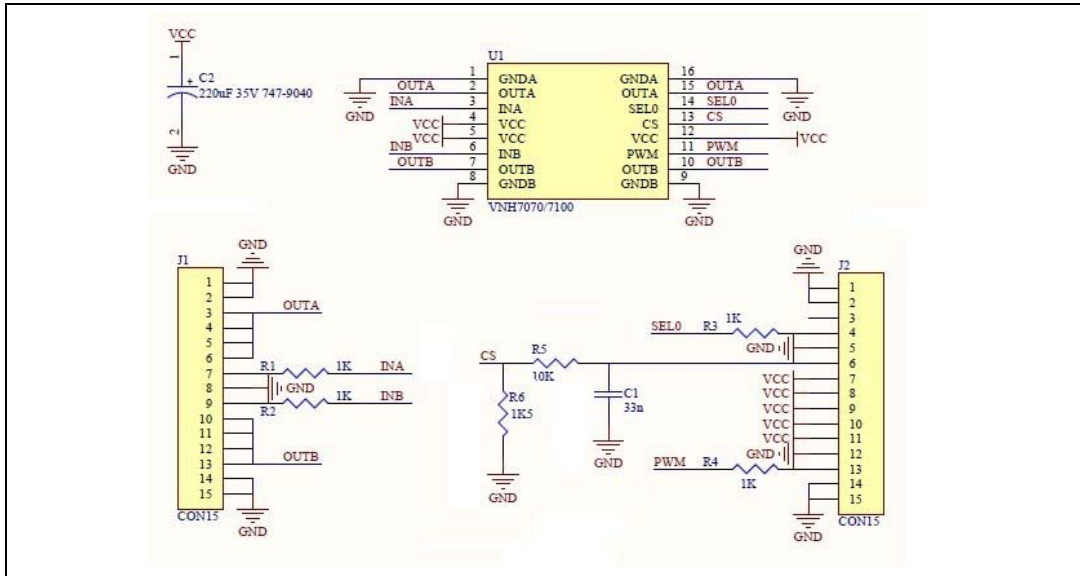 VCC
1
+
C2
220uF 35V 747-9040
2
GND
U1
1 GNDA GNDA 16
OUTA 2 OUTA OUTA 15 OUTA
INA 3 INA SEL0 14 SEL0
VCC 4 VCC CS 13 CS
VCC 5 VCC VCC 12 VCC
INB 6 INB PWM 11 PWM
OUTB 7 OUTB OUTB 10 OUTB
8 GNDB GNDB 9
GND
GND
GND
GND
VNH7070/7100
J1
GND
1
2
3 OUTA
4
5
6
7 R1 1K INA
8 GND
9 R2 1K INB
10
11
12
13 OUTB
14
15
CON15
GND
CS
R5
10K
R6
1K5
GND
C1
33n
GND
GND
J2
1
2
3
SEL0 R3 1K 4
GND 5
6
VCC 7
VCC 8
VCC 9
VCC 10
VCC 11
GND 12
PWM R4 1K 13
14
15
GND
CON15